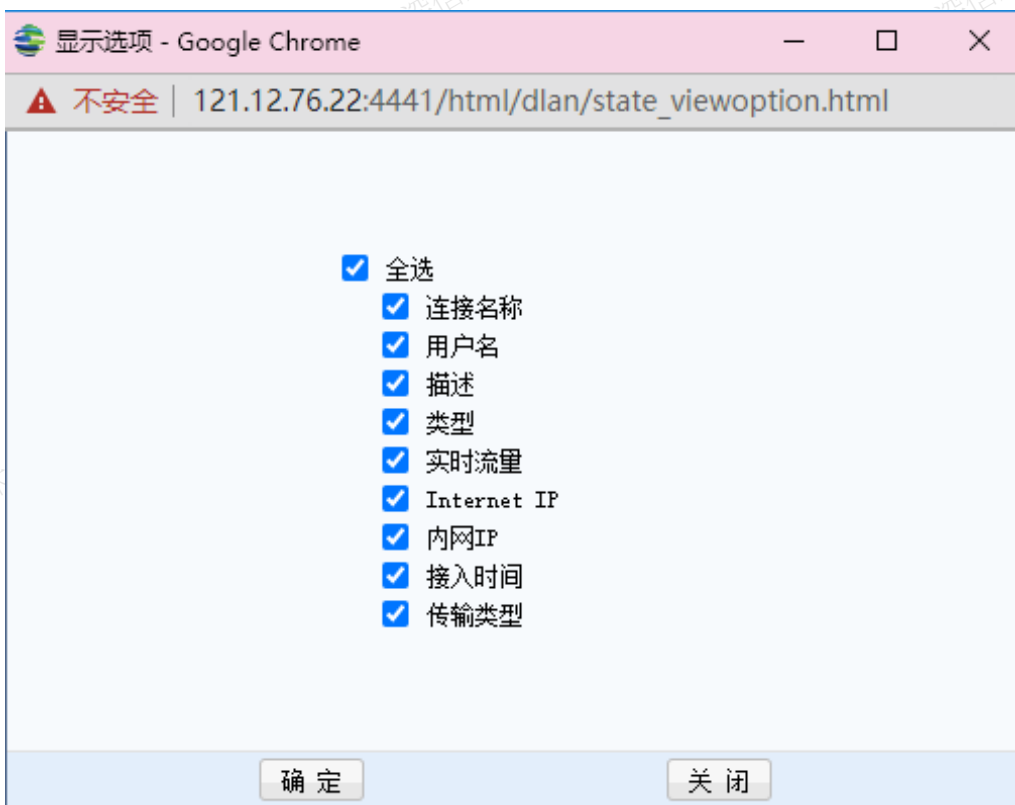 显示选项 - Google Chrome
不安全 | 121.12.76.22:4441/html/dlan/state_viewoption.html
全选
连接名称
用户名
描述
类型
实时流量
Internet IP
内网IP
接入时间
传输类型
确 定
关 闭